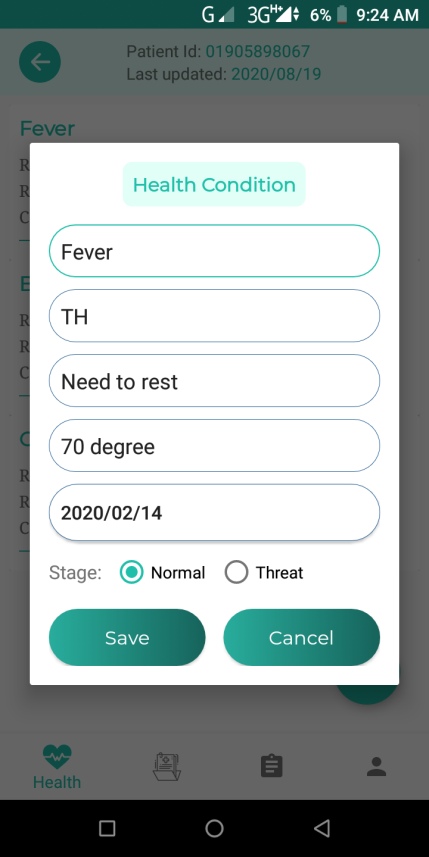 G 3G H+ 6% 9:24 AM
Patient Id: 01905898067
Last updated: 2020/08/19
Fever
R
R
C
Health Condition
Fever
TH
Need to rest
70 degree
2020/02/14
Stage: Normal Threat
Save Cancel
R
R
C
R
R
C
Health